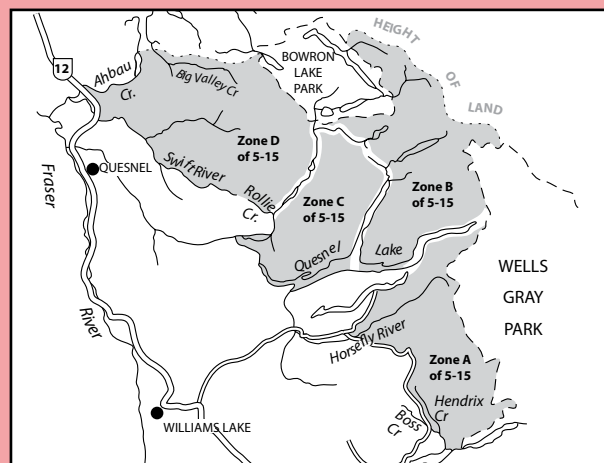 HEIGHT
OF
LAND
12
Ahbau
Cr.
Big Valley Cr
BOWRON
LAKE
PARK
Zone D
of 5-15
Swift River
QUESNEL
Fraser
River
Rollie
Cr.
Zone C
of 5-15
Zone B
of 5-15
Quesnel
Lake
WELLS
GRAY
PARK
Horsefly River
Zone A
of 5-15
Hendrix
Cr
Boss
Cr
WILLIAMS LAKE